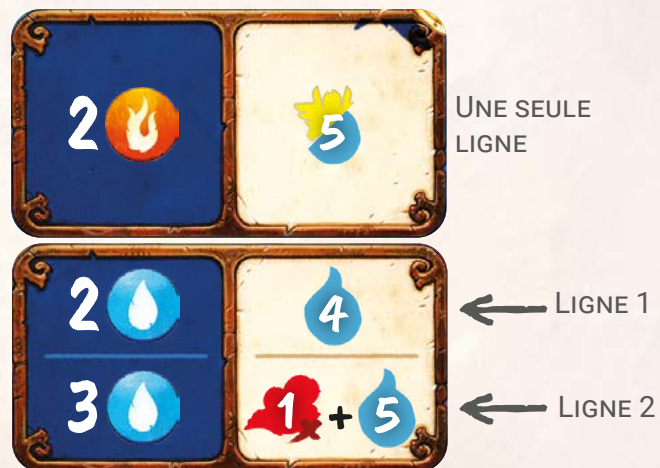 2 5
UNE SEULE
LIGNE
2 4 LIGNE 1
3 1 + 5 LIGNE 2